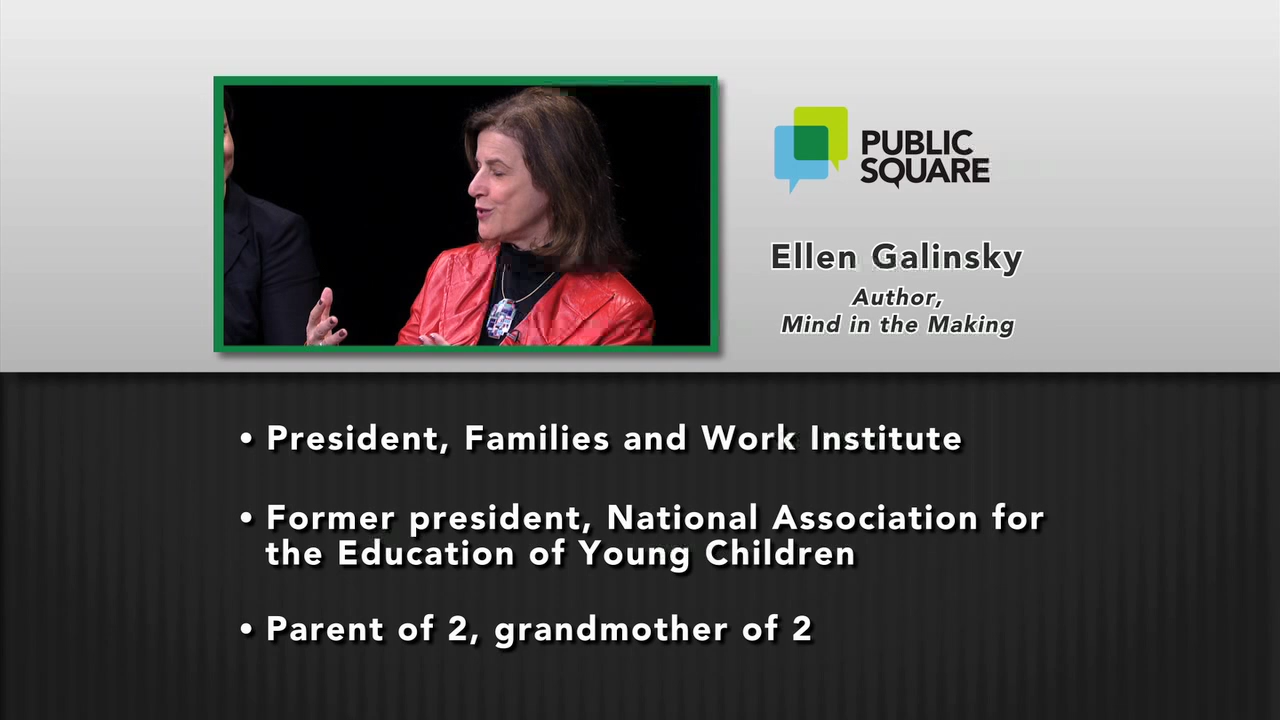 PUBLIC
SQUARE
Ellen Galinsky
Author,
Mind in the Making
• President, Families and Work Institute
• Former president, National Association for
the Education of Young Children
• Parent of 2, grandmother of 2